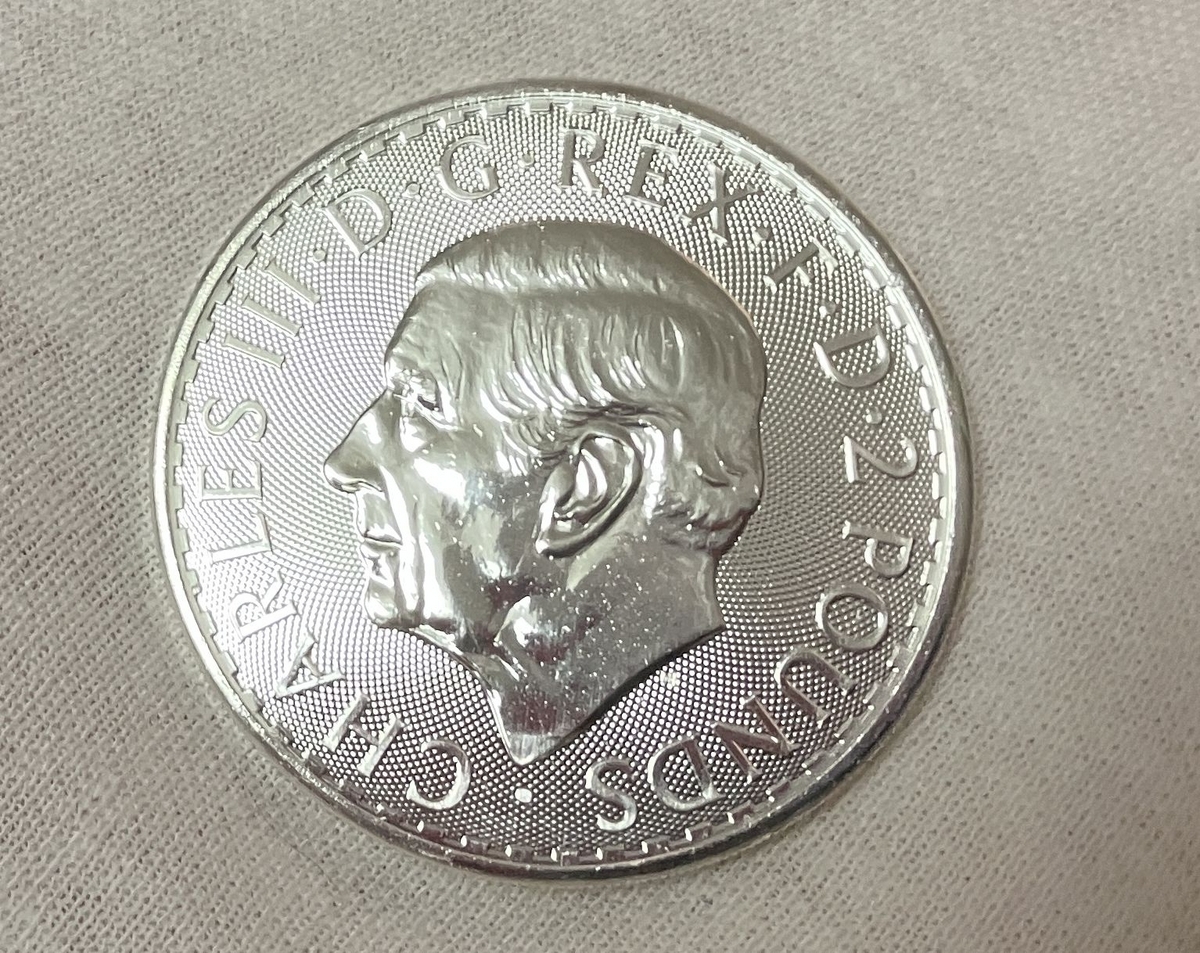 · CHARLES III · D · G · REX · F · D · 2 POUNDS